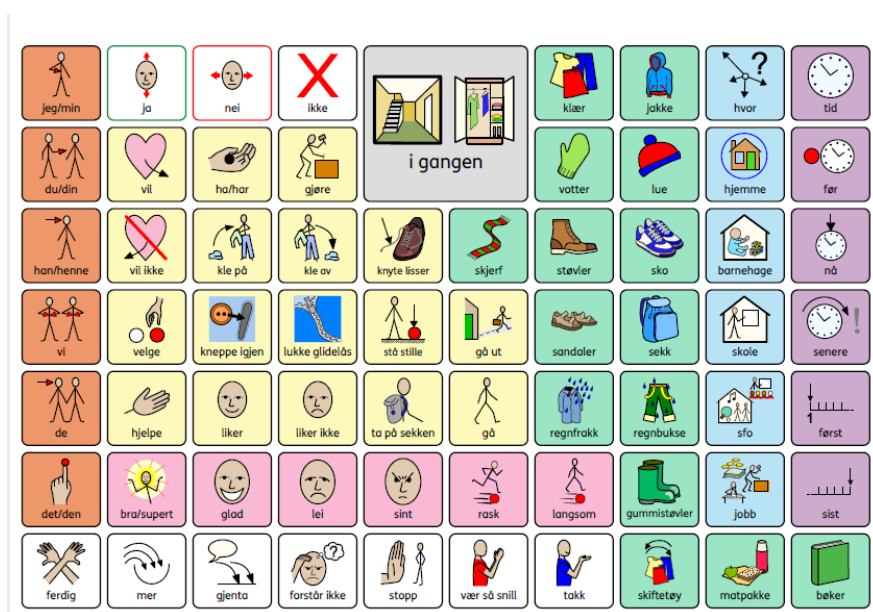 jeg/min ja nei ikke klær jakke hvor tid
i gangen
du/din vil ha/har gjøre votter lue hjemme før
han/henne vil ikke kle på kle av knyte lisser skjerf støvler sko barnehage nå
vi velge kneppe igjen lukke glidelås stå stille gå ut sandaler sekk skole senere
de hjelpe liker liker ikke ta på sekken gå regnfrakk regnbukse sfo 1 først
det/den bra/supert glad lei sint rask langsom gummistøvler jobb sist
ferdig mer gjenta forstår ikke stopp vær så snill takk skiftetøy matpakke bøker